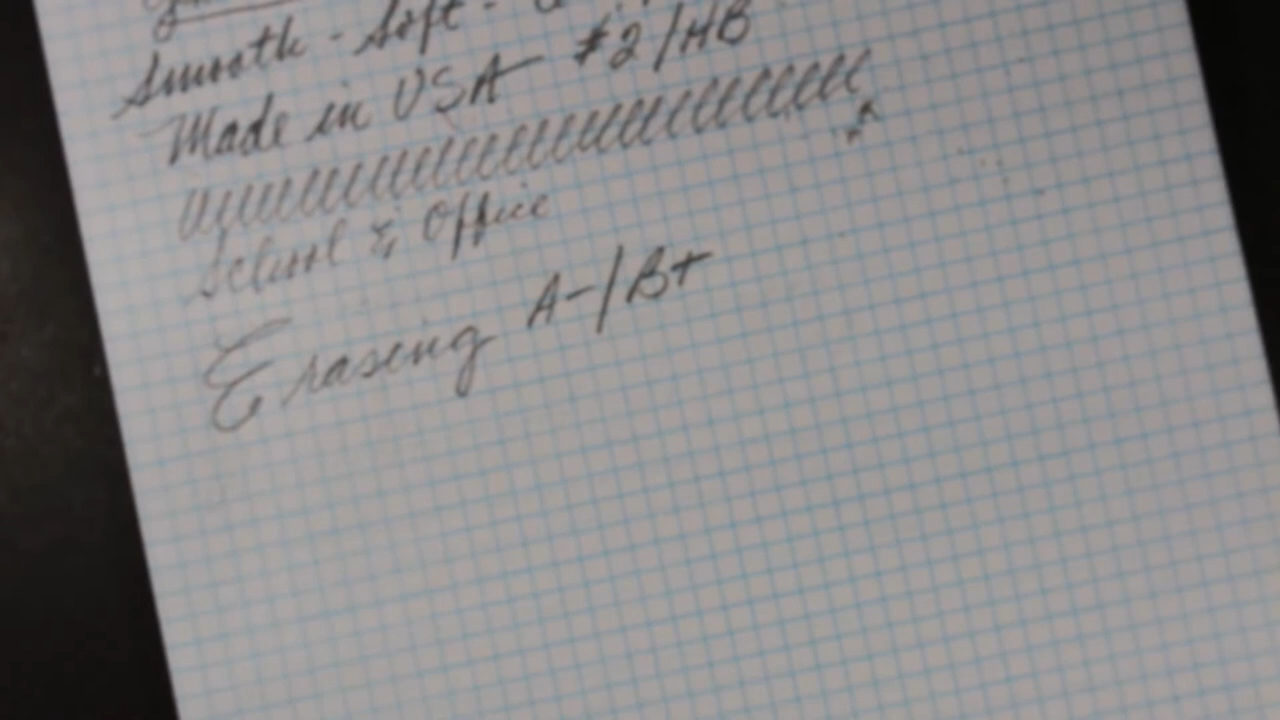 Smooth - Soft -
Made in USA #2/HB
School & Office
Erasing A-/B+